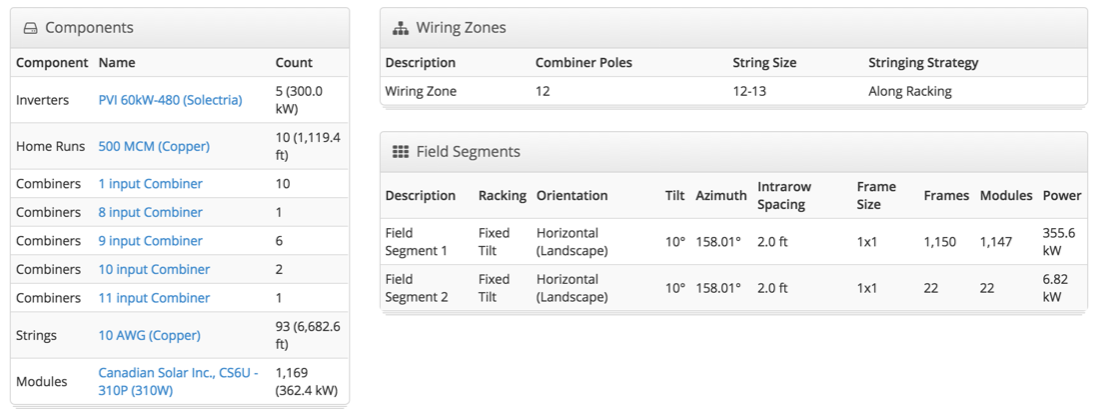 Components
Component Name Count
Inverters PVI 60kW-480 (Solectria) 5 (300.0
kW)
Home Runs 500 MCM (Copper) 10 (1,119.4
ft)
Combiners 1 input Combiner 10
Combiners 8 input Combiner 1
Combiners 9 input Combiner 6
Combiners 10 input Combiner 2
Combiners 11 input Combiner 1
Strings 10 AWG (Copper) 93 (6,682.6
ft)
Modules Canadian Solar Inc., CS6U - 1,169
310P (310W) (362.4 kW)
Wiring Zones
Description Combiner Poles String Size Stringing Strategy
Wiring Zone 12 12-13 Along Racking
Field Segments
Description Racking Orientation Tilt Azimuth Intrarow Frame Frames Modules Power
Spacing Size
Field Fixed Horizontal 10° 158.01° 2.0 ft 1x1 1,150 1,147 355.6
Segment 1 Tilt (Landscape) kW
Field Fixed Horizontal 10° 158.01° 2.0 ft 1x1 22 22 6.82
Segment 2 Tilt (Landscape) kW